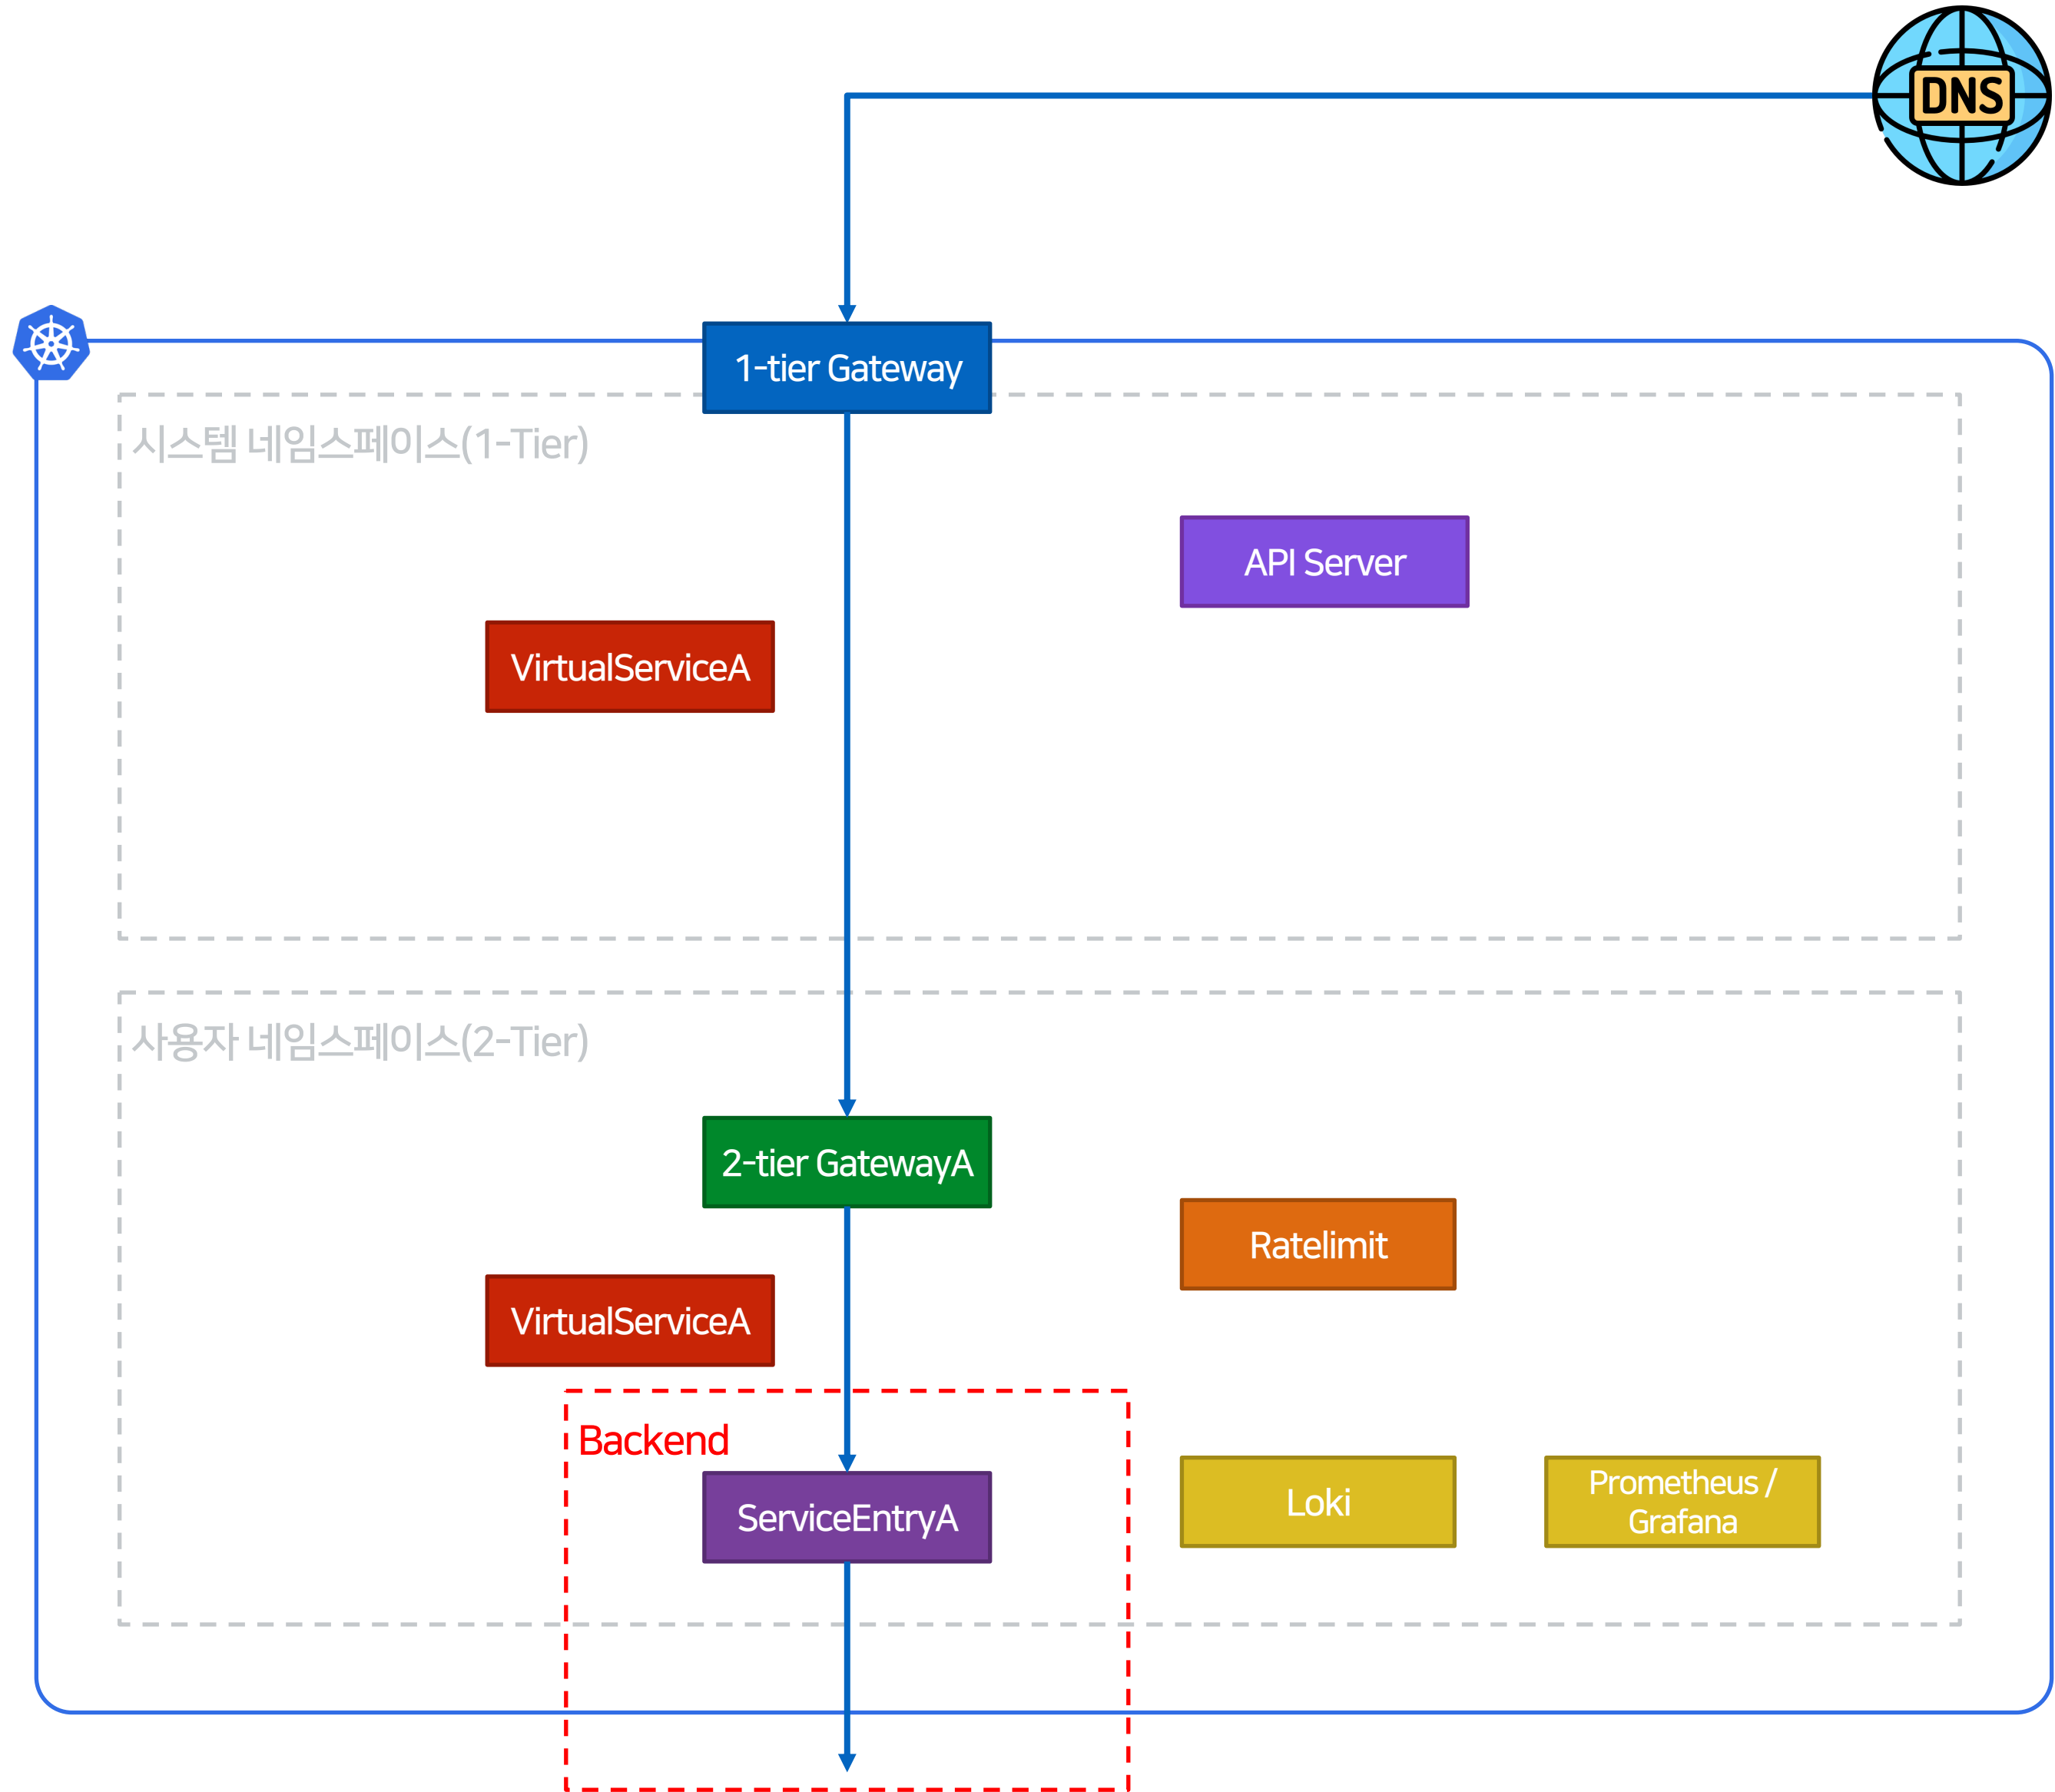 DNS
1-tier Gateway
시스템 네임스페이스(1-Tier)
API Server
VirtualServiceA
사용자 네임스페이스(2-Tier)
2-tier GatewayA
Ratelimit
VirtualServiceA
Backend
ServiceEntryA
Loki
Prometheus /
Grafana